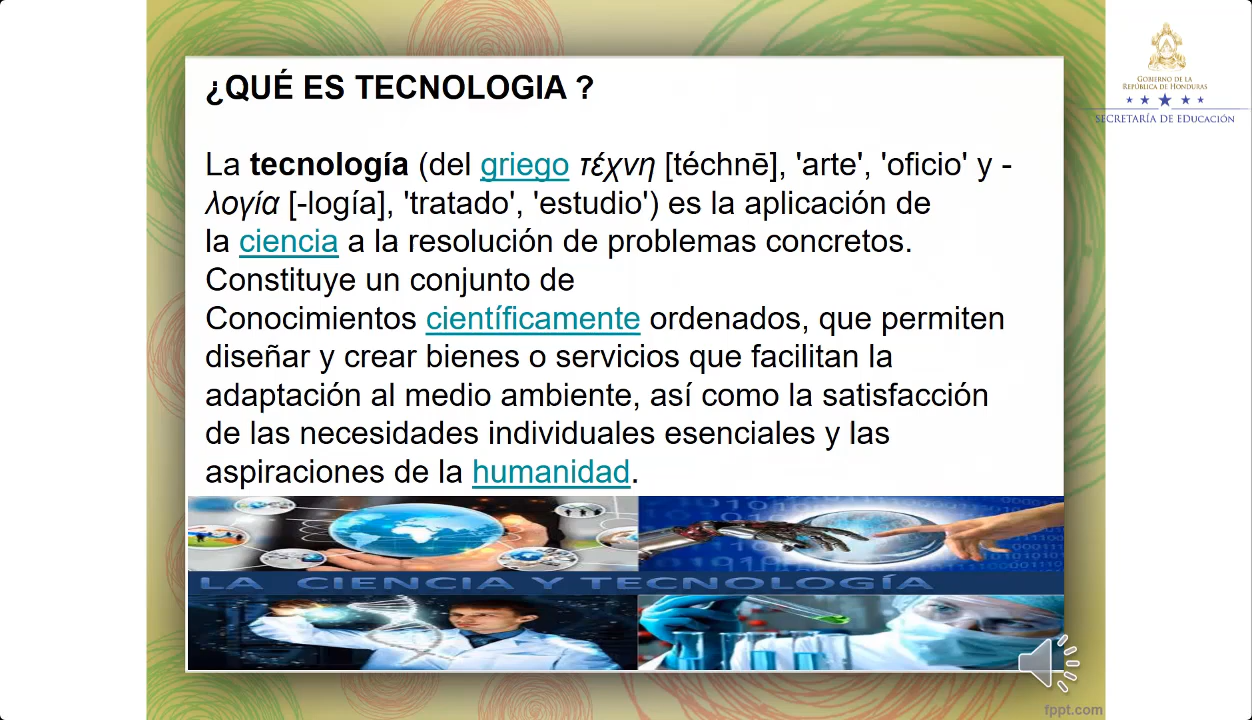 ¿QUÉ ES TECNOLOGIA ?
La tecnología (del griego τέχνη [téchnē], 'arte', 'oficio' y -
λογία [-logía], 'tratado', 'estudio') es la aplicación de
la ciencia a la resolución de problemas concretos.
Constituye un conjunto de
Conocimientos científicamente ordenados, que permiten
diseñar y crear bienes o servicios que facilitan la
adaptación al medio ambiente, así como la satisfacción
de las necesidades individuales esenciales y las
aspiraciones de la humanidad.
LA CIENCIA Y TECNOLOGÍA
GOBIERNO DE LA
REPÚBLICA DE HONDURAS
SECRETARÍA DE EDUCACIÓN
fppt.com